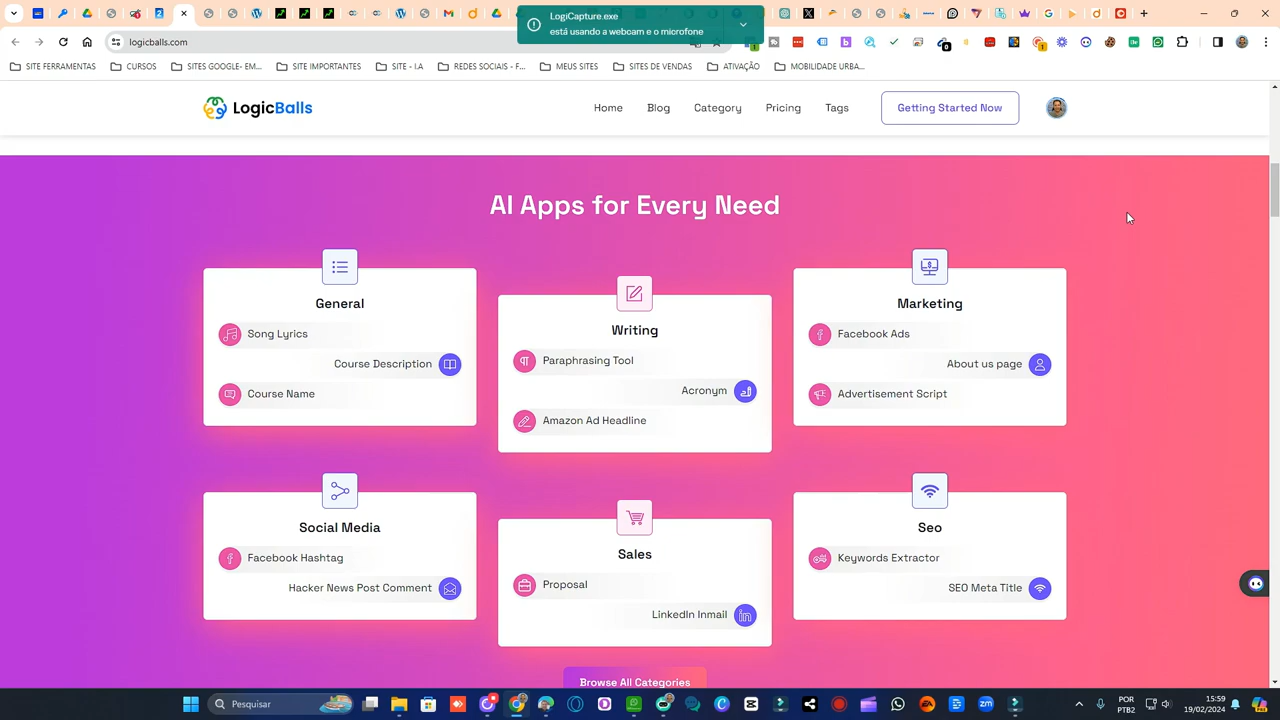 LogiCapture.exe
está usando a webcam e o microfone
logicballs.com
SITE FERRAMENTAS
CURSOS
SITES GOOGLE- EM...
SITE IMPORTANTES
SITE - I.A
REDES SOCIAIS - F...
MEUS SITES
SITES DE VENDAS
ATIVAÇÃO
MOBILIDADE URBA...
LogicBalls
Home
Blog
Category
Pricing
Tags
Getting Started Now
AI Apps for Every Need
General
Song Lyrics
Course Description
Course Name
Writing
Paraphrasing Tool
Acronym
Amazon Ad Headline
Marketing
Facebook Ads
About us page
Advertisement Script
Social Media
Facebook Hashtag
Hacker News Post Comment
Sales
Proposal
LinkedIn Inmail
Seo
Keywords Extractor
SEO Meta Title
Browse All Categories
Pesquisar
POR
PTB2
15:59
19/02/2024